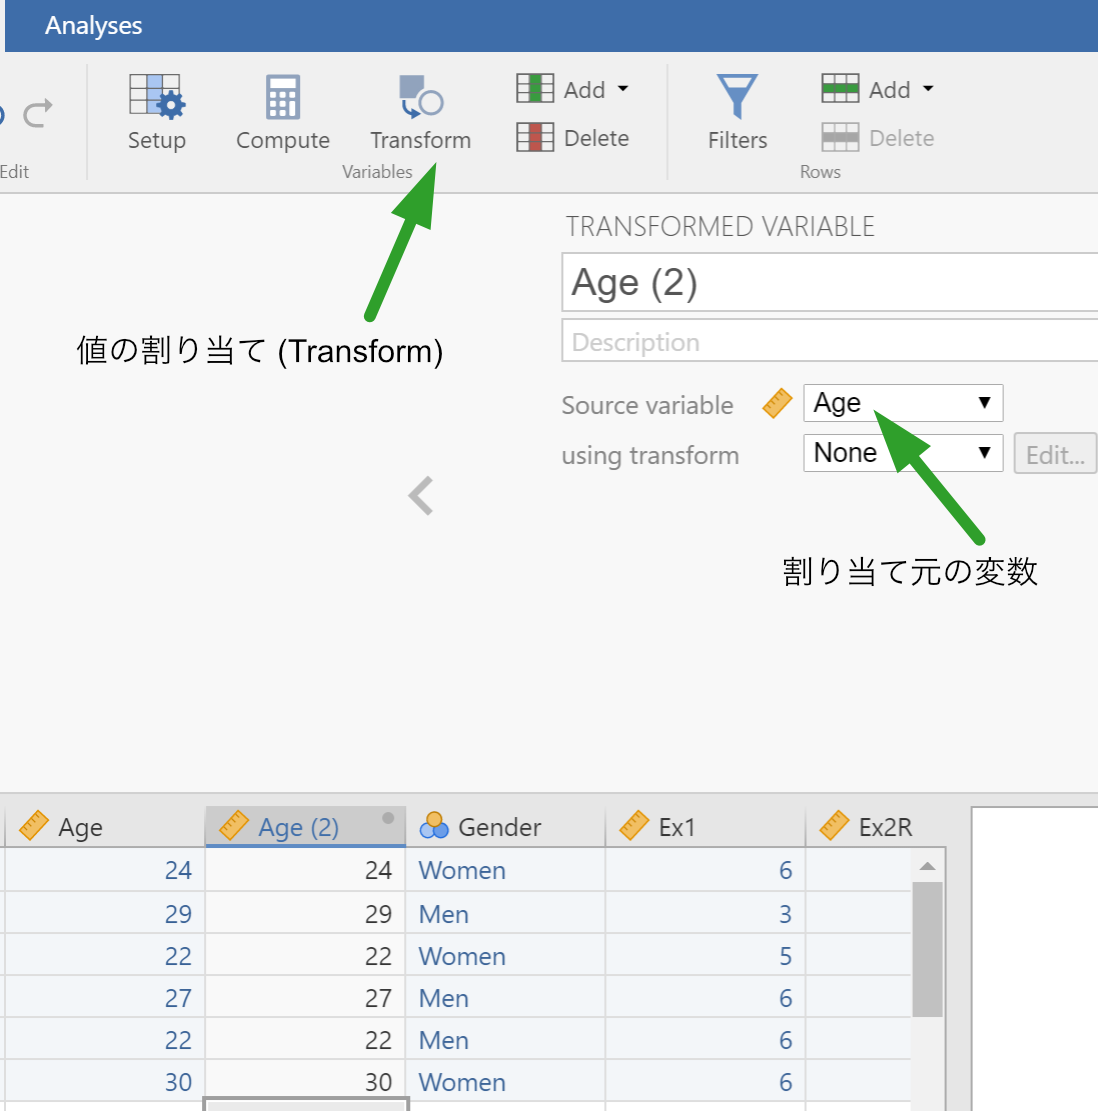 Analyses
Setup
Compute
Transform
Add
Delete
Filters
Add
Delete
Edit
Variables
Rows
TRANSFORMED VARIABLE
Age (2)
Description
値の割り当て (Transform)
Source variable
Age
using transform
None
Edit...
割り当て元の変数
Age Age (2) Gender Ex1 Ex2R
24 24 Women 6
29 29 Men 3
22 22 Women 5
27 27 Men 6
22 22 Men 6
30 30 Women 6